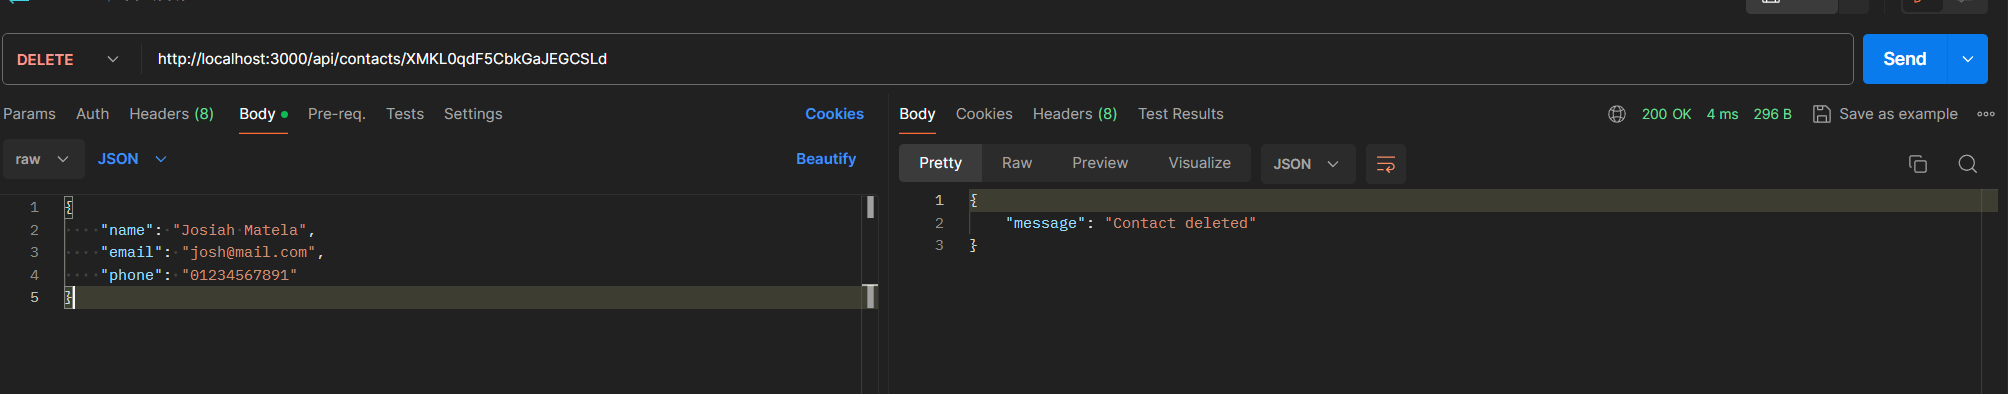 DELETE http://localhost:3000/api/contacts/XMKL0qdF5CbkGaJEGCSLd Send
Params Auth Headers (8) Body Pre-req. Tests Settings Cookies
raw JSON Beautify
1 {
2 "name": "Josiah Matela",
3 "email": "josh@mail.com",
4 "phone": "01234567891"
5 }
Body Cookies Headers (8) Test Results 200 OK 4 ms 296 B Save as example
Pretty Raw Preview Visualize JSON
1 {
2 "message": "Contact deleted"
3 }